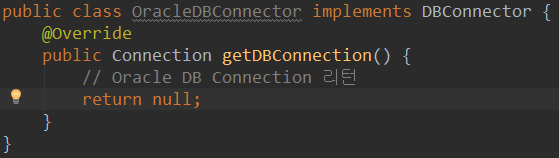 public class OracleDBConnector implements DBConnector {
    @Override
    public Connection getDBConnection() {
        // Oracle DB Connection 리턴
        return null;
    }
}